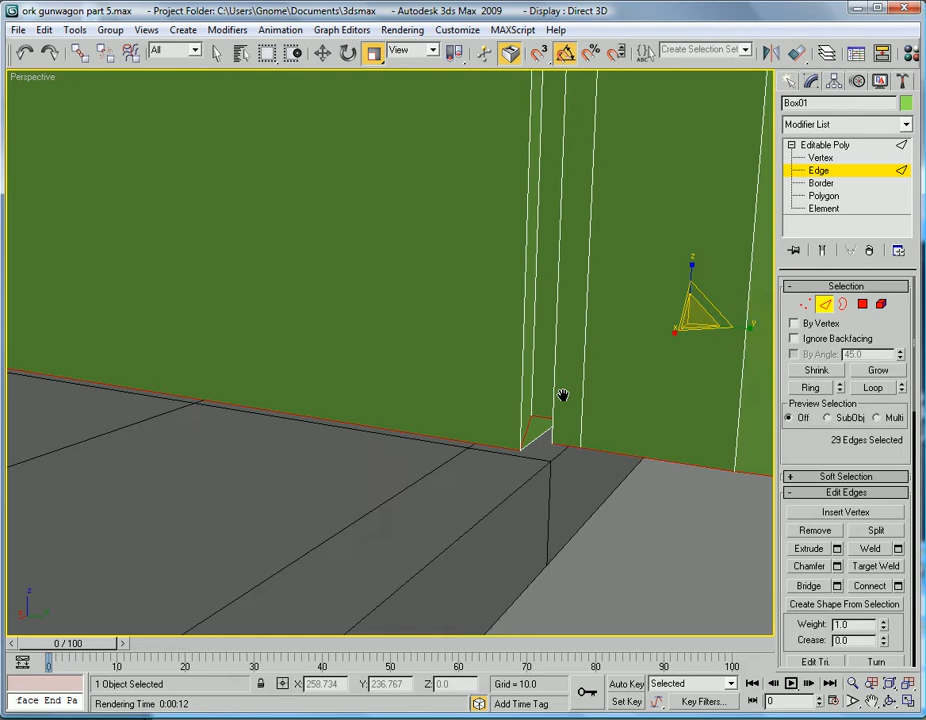 ork gunwagon part 5.max - Project Folder: C:\Users\Gnome\Documents\3dsmax - Autodesk 3ds Max 2009 - Display : Direct 3D
File Edit Tools Group Views Create Modifiers Animation Graph Editors Rendering Customize MAXScript Help
All View 3 Create Selection Set
Perspective
Box01
Modifier List
Editable Poly
Vertex
Edge
Border
Polygon
Element
- Selection
By Vertex
Ignore Backfacing
By Angle: 45.0
Shrink Grow
Ring Loop
Preview Selection
Off SubObj Multi
29 Edges Selected
+ Soft Selection
- Edit Edges
Insert Vertex
Remove Split
Extrude Weld
Chamfer Target Weld
Bridge Connect
Create Shape From Selection
Weight: 1.0
Crease: 0.0
Edit Tri. Turn
z
x y
z
x y
< 0 / 100 >
0 10 20 30 40 50 60 70 80 90 100
1 Object Selected X: 258.734 Y: 236.767 Z: 0.0 Grid = 10.0 Auto Key Selected
face End Pa Rendering Time 0:00:12 Add Time Tag Set Key Key Filters... 0